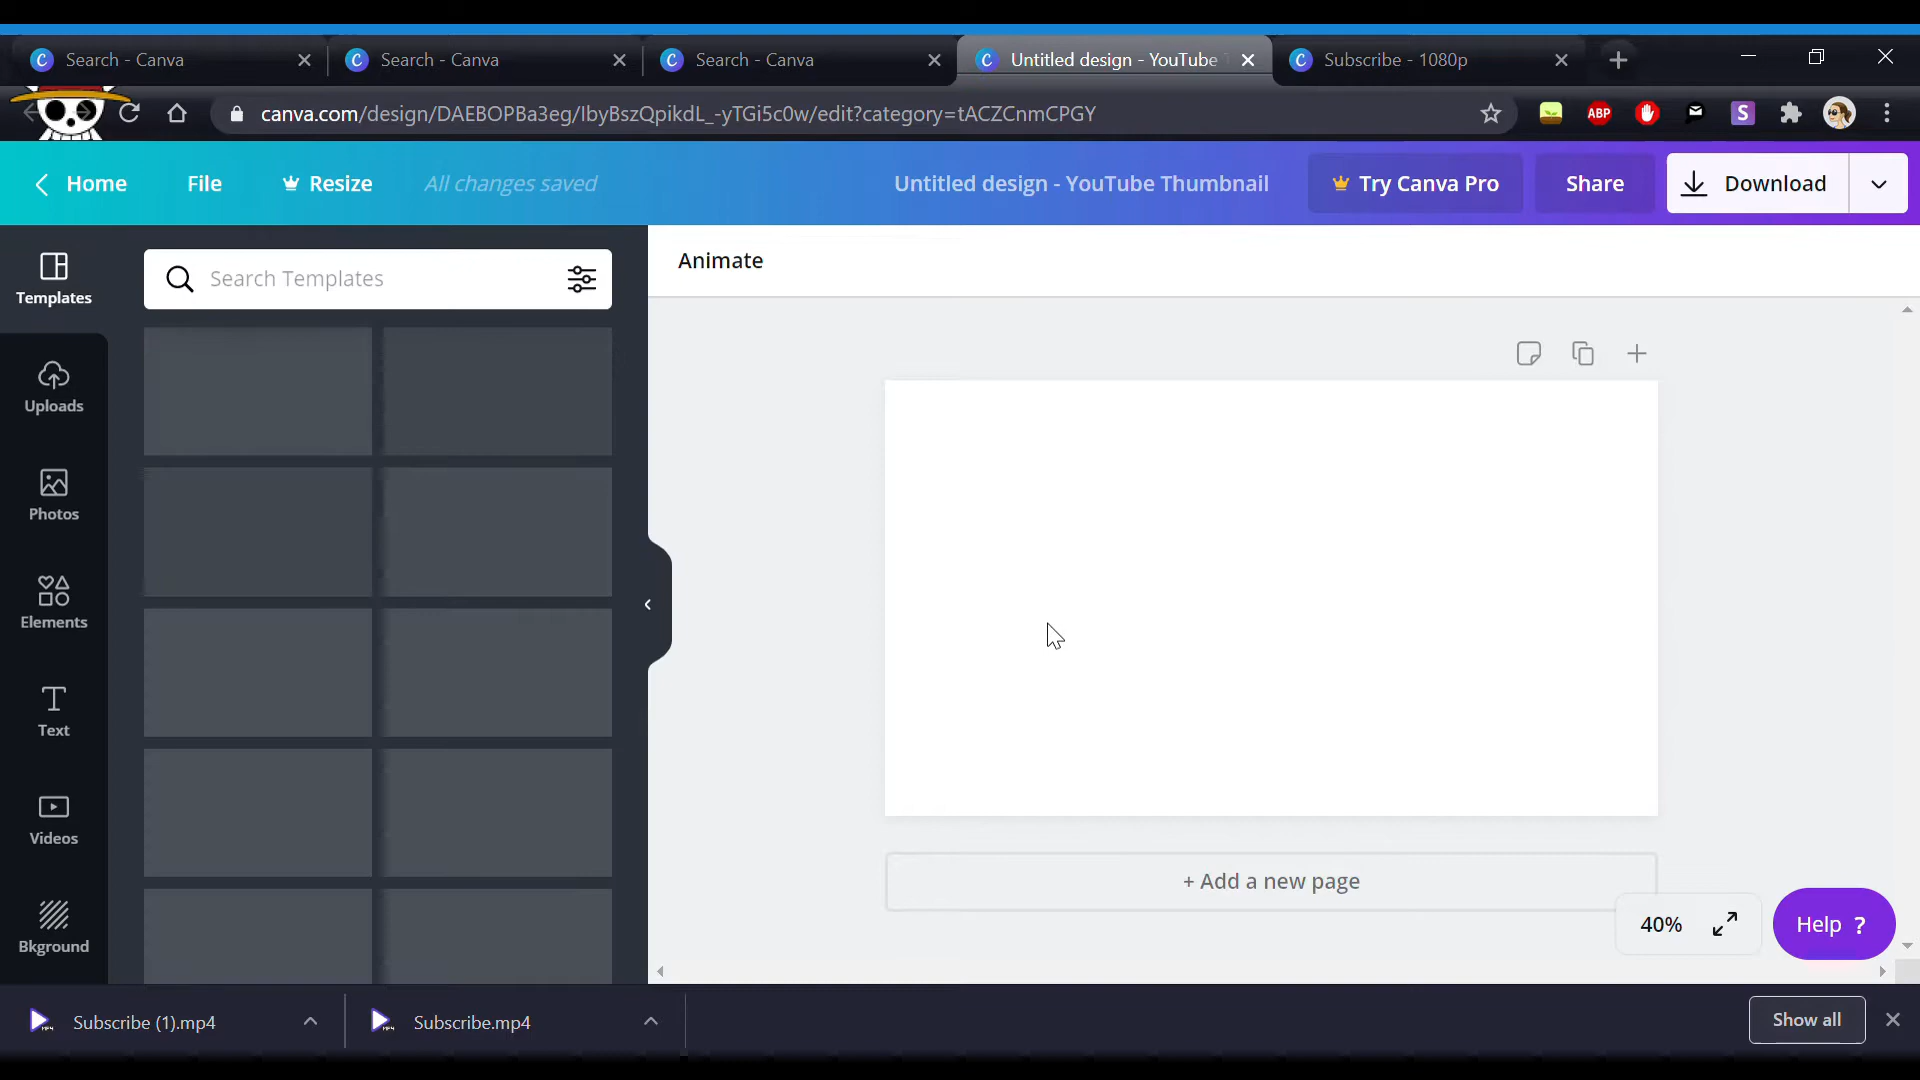 Search - Canva
Search - Canva
Search - Canva
Untitled design - YouTube
Subscribe - 1080p
canva.com/design/DAEBOPBa3eg/IbyBszQpikdL_-yTGi5c0w/edit?category=tACZCnmCPGY
ABP
S
Home
File
Resize
All changes saved
Untitled design - YouTube Thumbnail
Try Canva Pro
Share
Download
Templates
Search Templates
Animate
Uploads
Photos
Elements
Text
Videos
Bkground
+ Add a new page
40%
Help ?
Subscribe (1).mp4
Subscribe.mp4
Show all